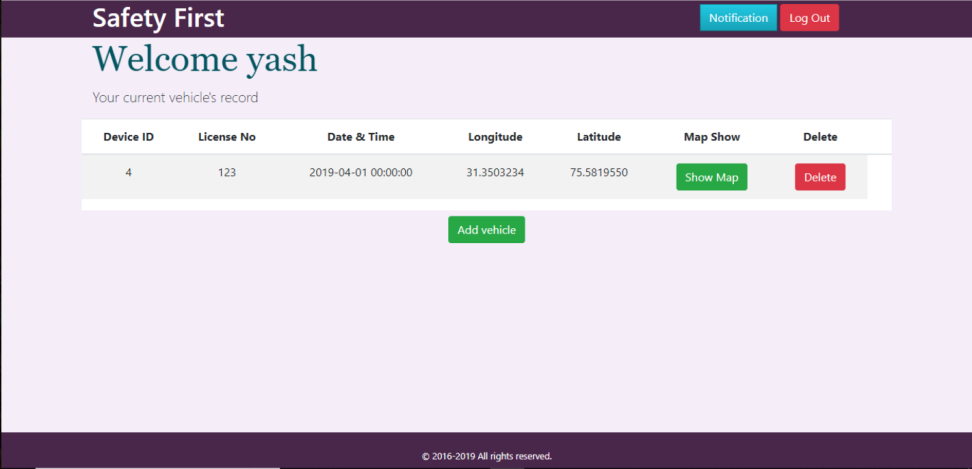 Safety First Notification Log Out
Welcome yash
Your current vehicle's record
Device ID License No Date & Time Longitude Latitude Map Show Delete
4 123 2019-04-01 00:00:00 31.3503234 75.5819550 Show Map Delete
Add vehicle
© 2016-2019 All rights reserved.